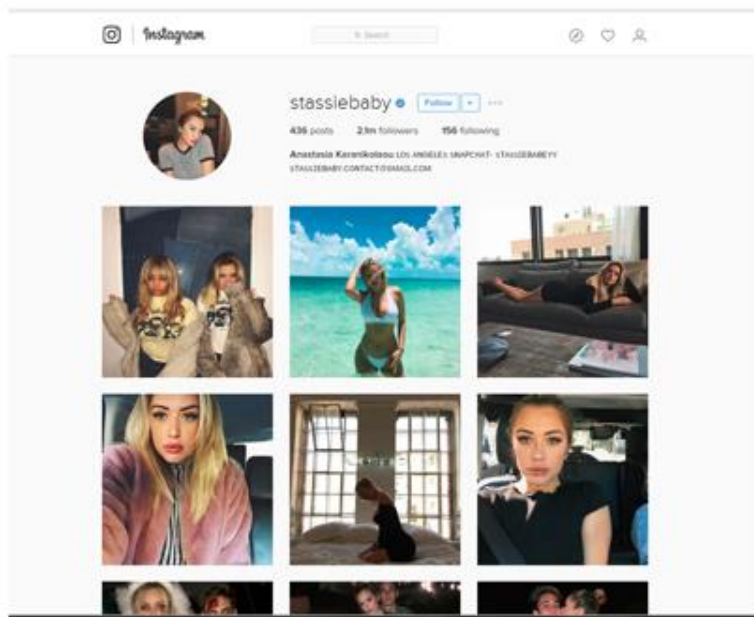 Instagram
Search
stassiebaby Follow
436 posts 2.1m followers 156 following
Anastasia Karanikolaou LOS ANGELES SNAPCHAT- STASSIEBABEYY
STASSIEBABY.CONTACT@GMAIL.COM